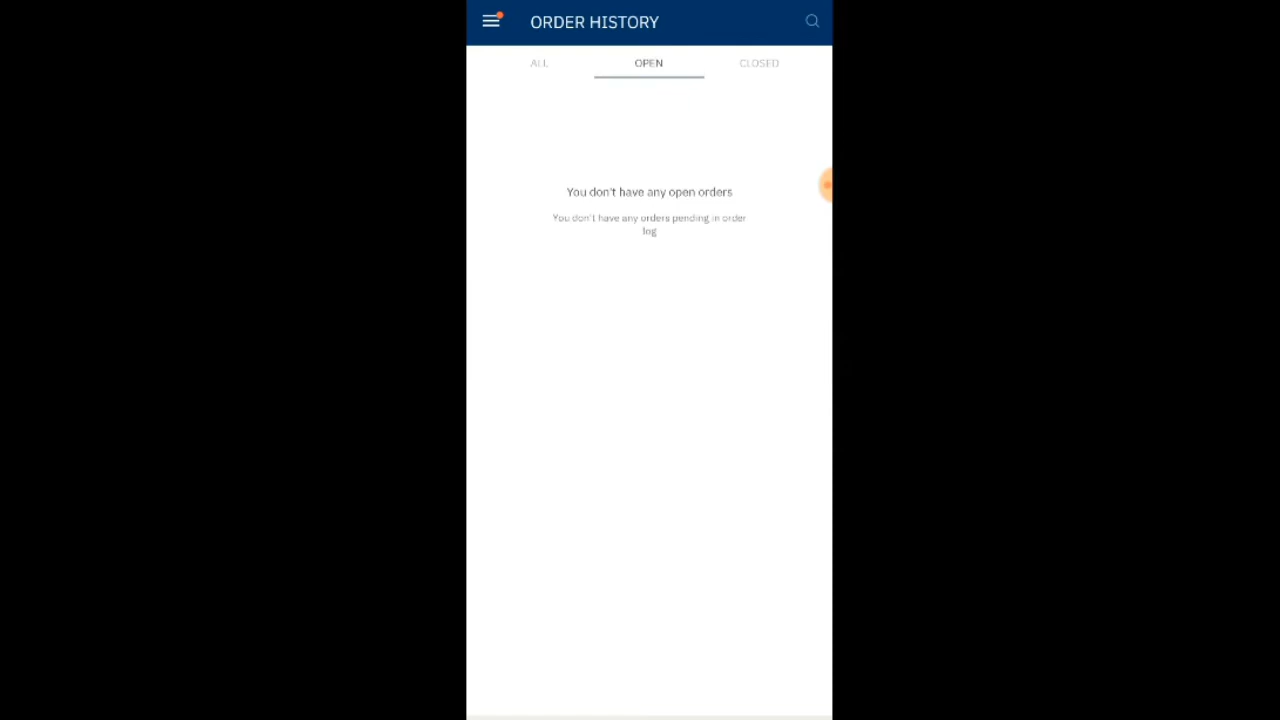 ORDER HISTORY
ALL OPEN CLOSED
You don't have any open orders
You don't have any orders pending in order
log